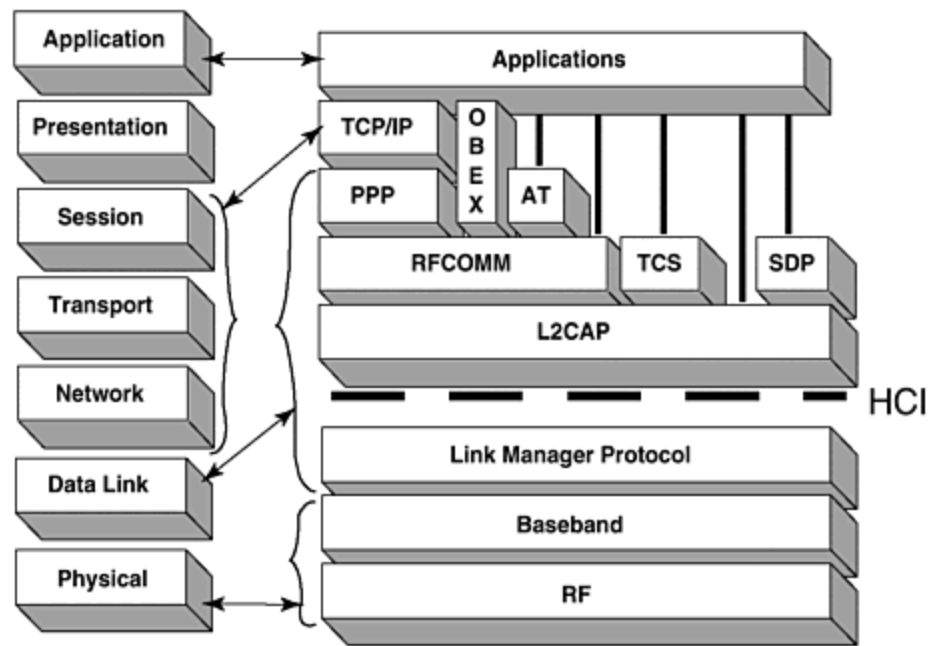 Application
Presentation
Session
Transport
Network
Data Link
Physical
Applications
TCP/IP
OBEX
PPP
AT
RFCOMM
TCS
SDP
L2CAP
HCI
Link Manager Protocol
Baseband
RF